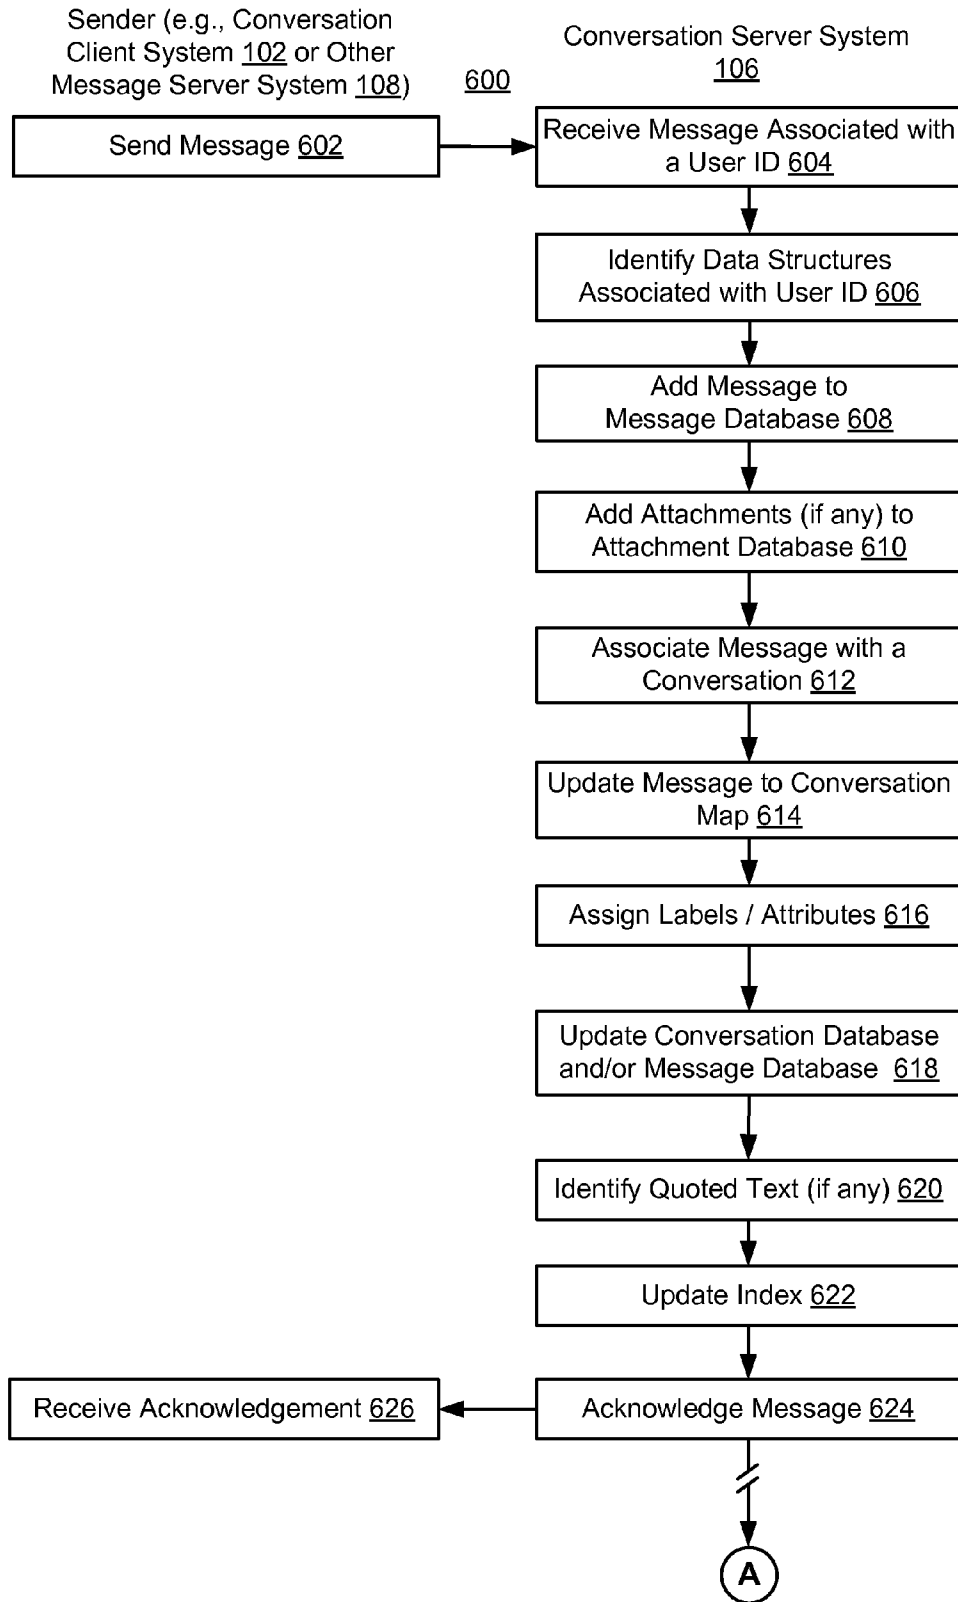 Sender (e.g., Conversation
Client System 102 or Other
Message Server System 108)
600
Conversation Server System
106
Send Message 602
Receive Message Associated with
a User ID 604
Identify Data Structures
Associated with User ID 606
Add Message to
Message Database 608
Add Attachments (if any) to
Attachment Database 610
Associate Message with a
Conversation 612
Update Message to Conversation
Map 614
Assign Labels / Attributes 616
Update Conversation Database
and/or Message Database 618
Identify Quoted Text (if any) 620
Update Index 622
Receive Acknowledgement 626
Acknowledge Message 624
A